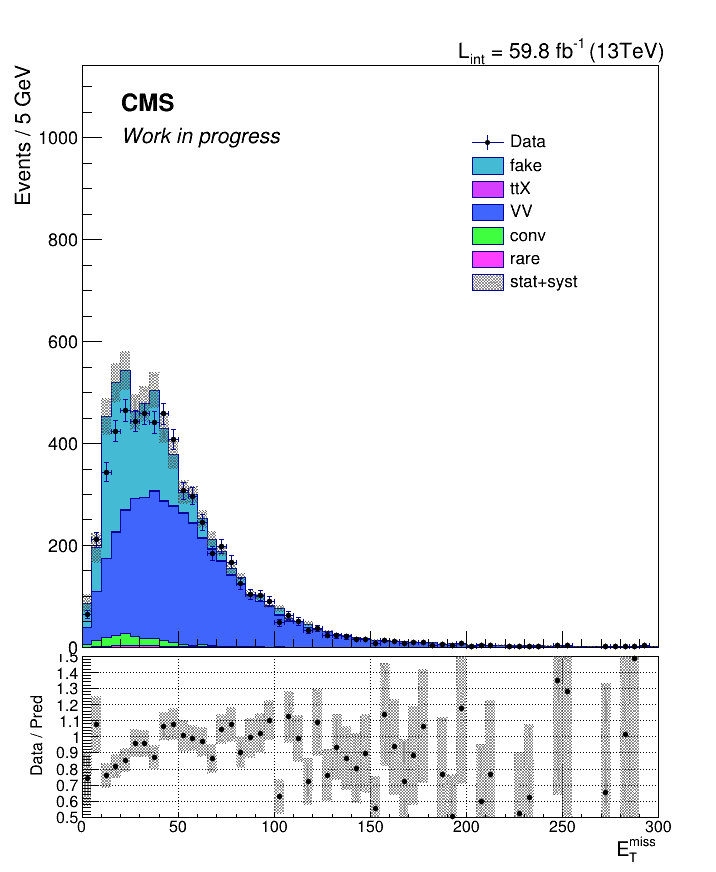 L_int = 59.8 fb^-1 (13TeV)
Events / 5 GeV
CMS
Work in progress
Data
fake
ttX
VV
conv
rare
stat+syst
1000
800
600
400
200
0
Data / Pred
1.5
1.4
1.3
1.2
1.1
1
0.9
0.8
0.7
0.6
0.5
0 50 100 150 200 250 300
E_T^miss